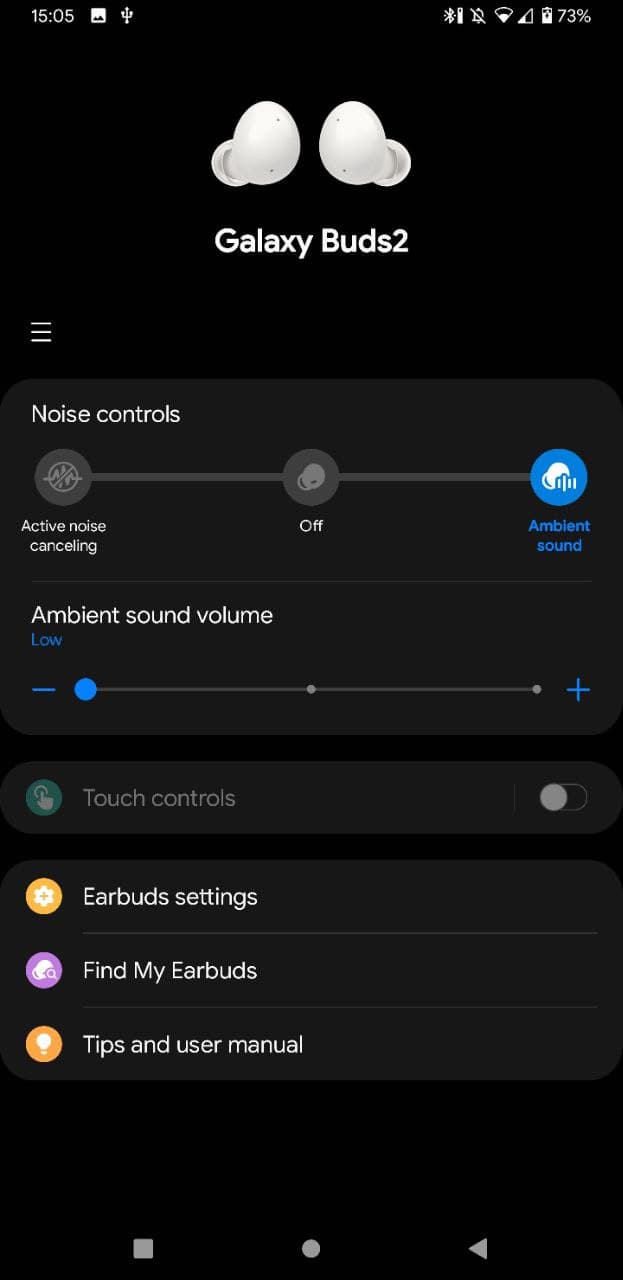 15:05 73%
Galaxy Buds2
Noise controls
Active noise
canceling
Off
Ambient
sound
Ambient sound volume
Low
Touch controls
Earbuds settings
Find My Earbuds
Tips and user manual